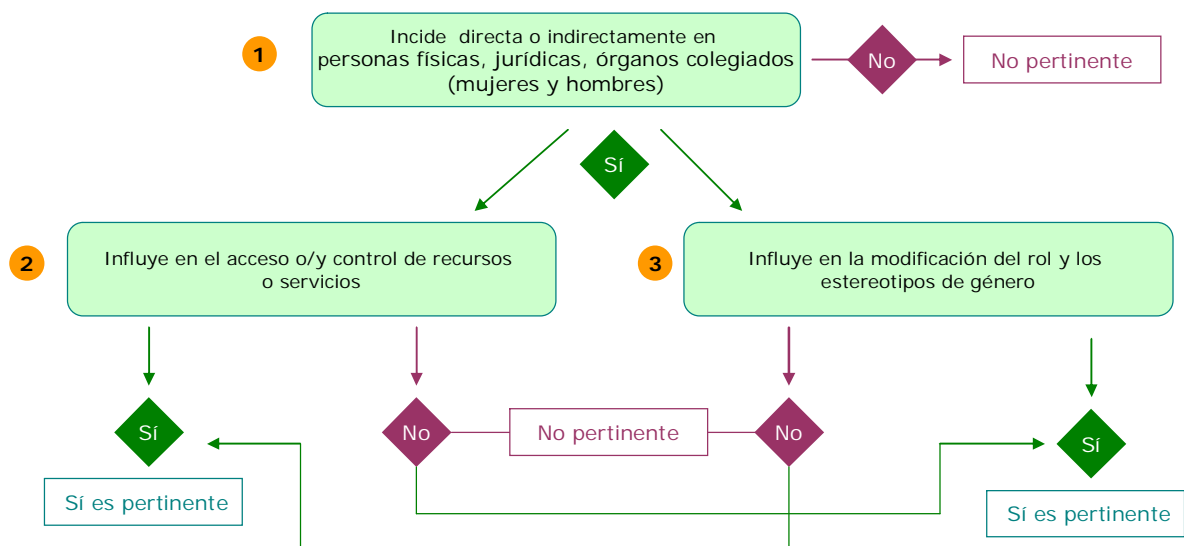 1
Incide directa o indirectamente en
personas físicas, jurídicas, órganos colegiados
(mujeres y hombres)
No
No pertinente
Sí
2
Influye en el acceso o/y control de recursos
o servicios
3
Influye en la modificación del rol y los
estereotipos de género
Sí
No
No pertinente
No
Sí
Sí es pertinente
Sí es pertinente